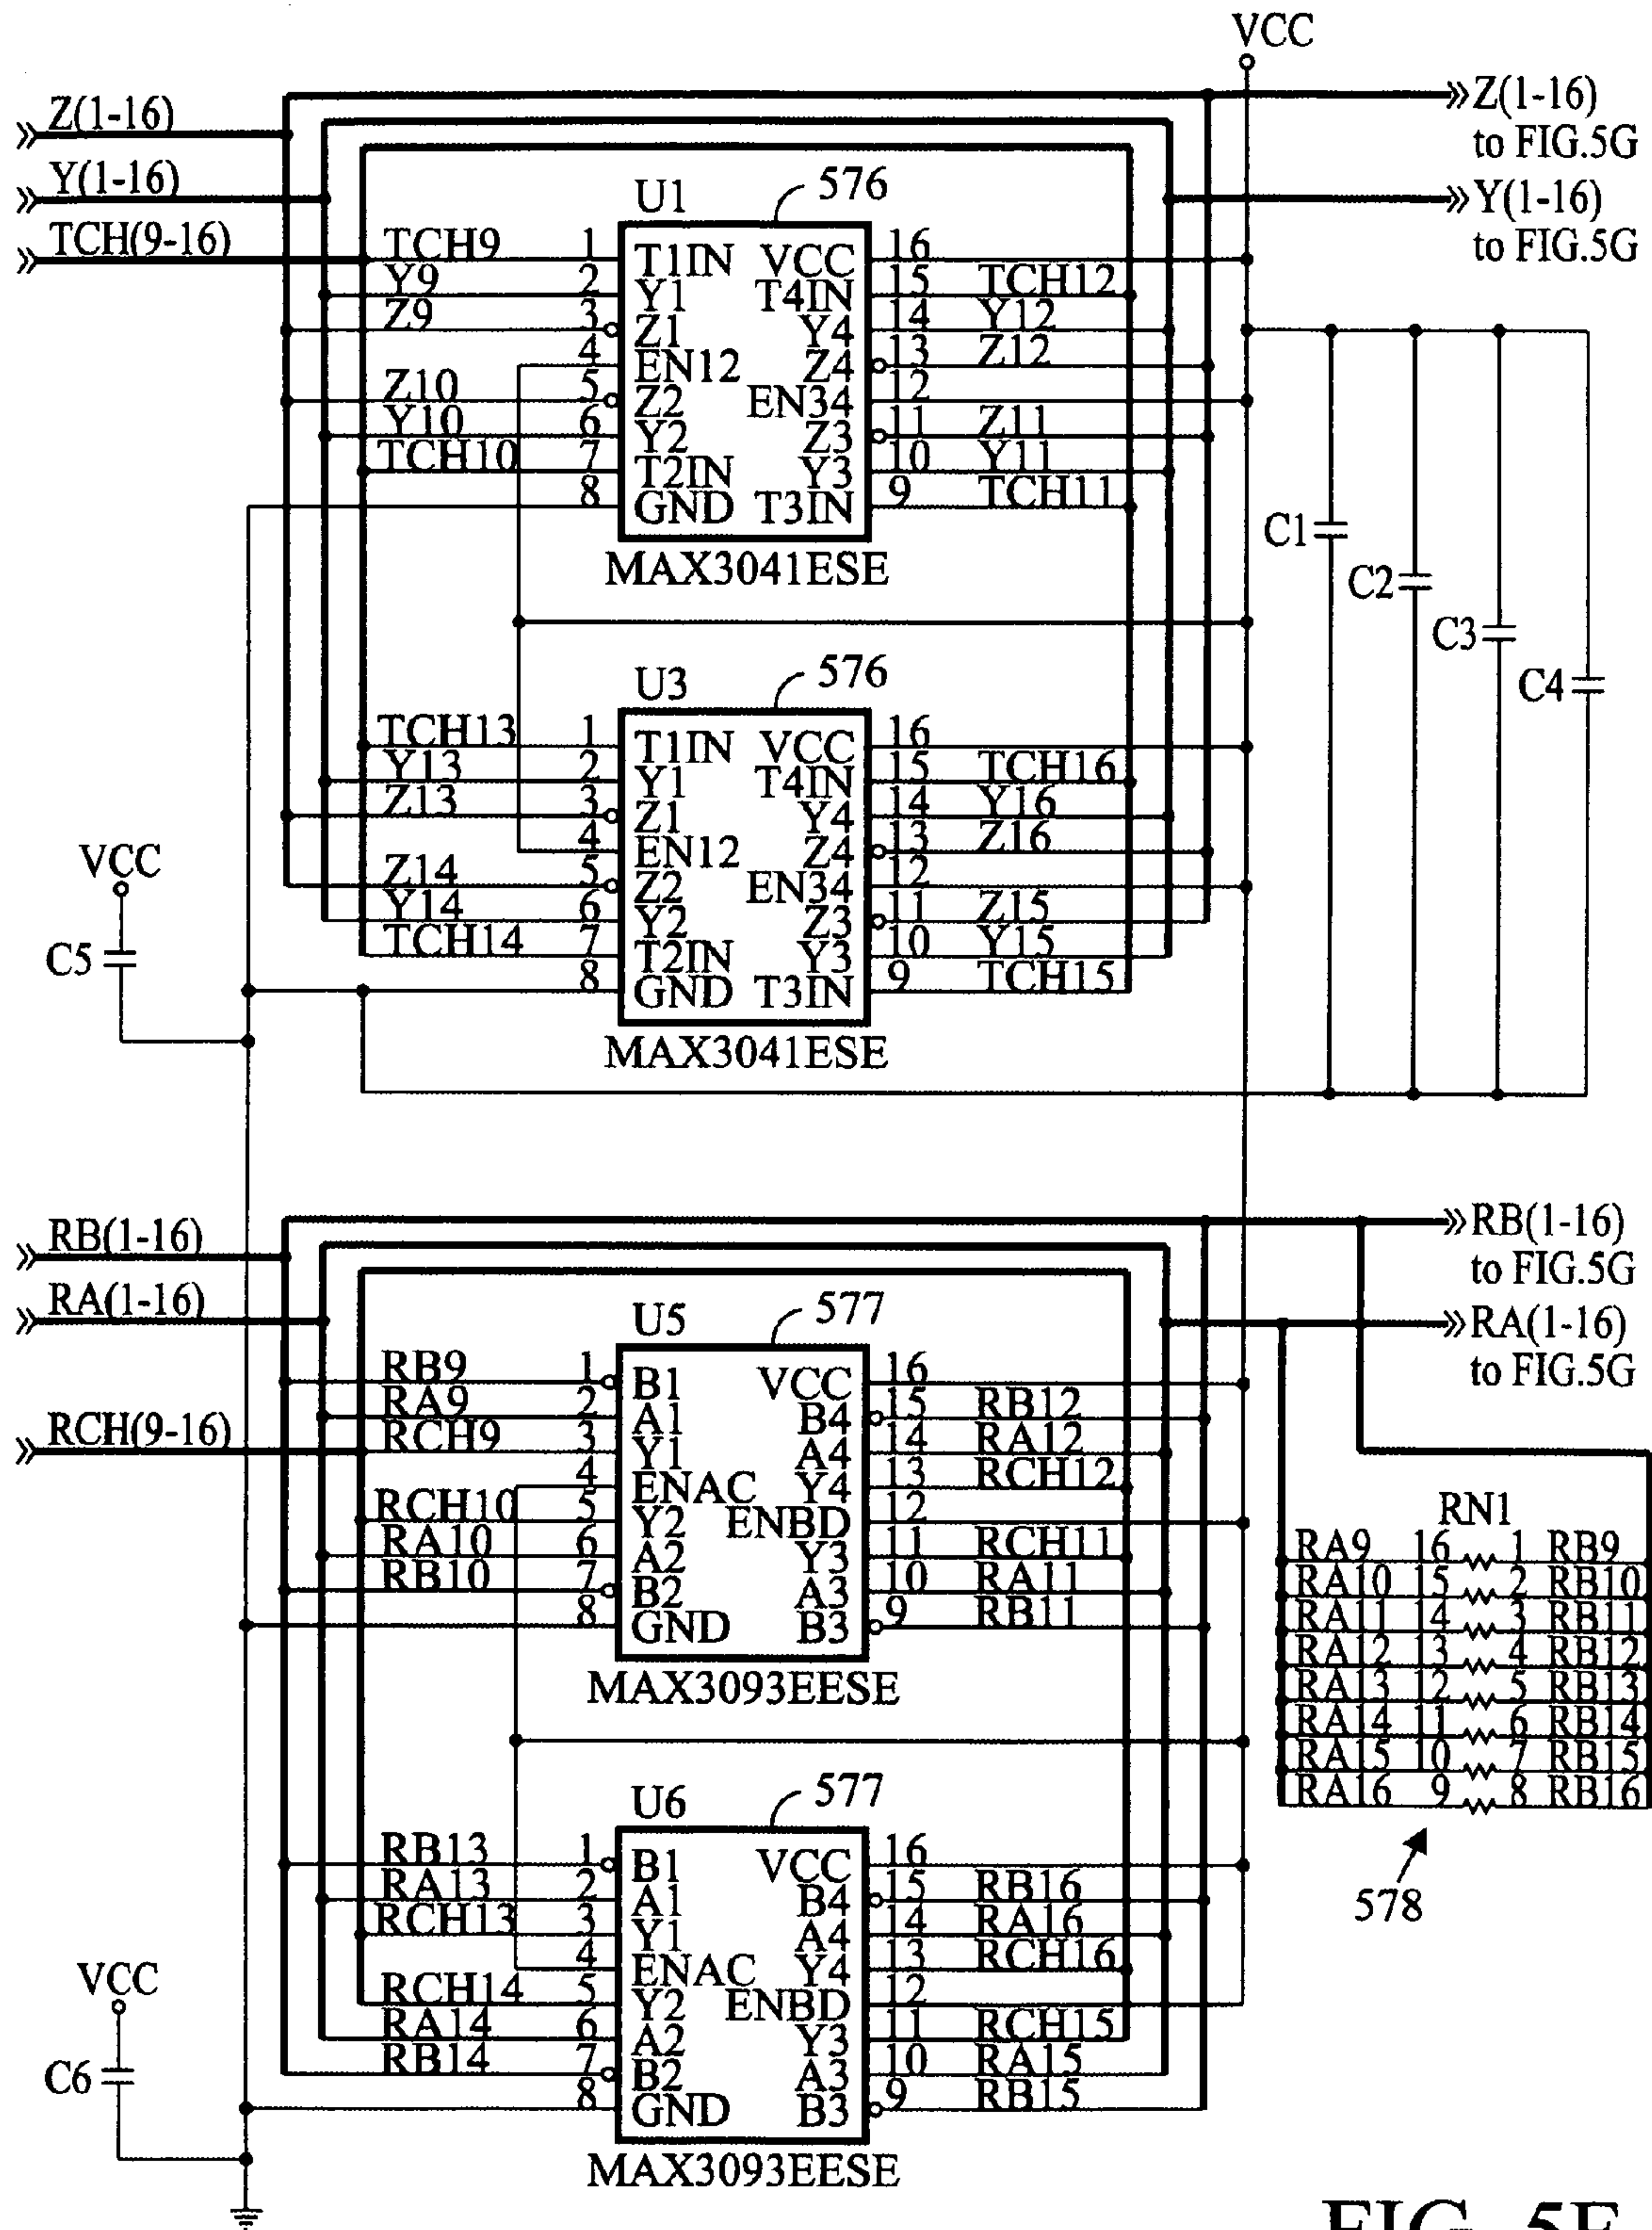 VCC
Z(1-16)
Y(1-16)
TCH(9-16)
Z(1-16)
to FIG.5G
Y(1-16)
to FIG.5G
U1
576
TCH9 1 T1IN VCC 16
Y9 2 Y1 T4IN 15 TCH12
Z9 3 Z1 Y4 14 Y12
4 EN12 Z4 13 Z12
Z10 5 Z2 EN34 12
Y10 6 Y2 Z3 11 Z11
TCH10 7 T2IN Y3 10 Y11
8 GND T3IN 9 TCH11
MAX3041ESE
C1
C2
C3
C4
U3
576
TCH13 1 T1IN VCC 16
Y13 2 Y1 T4IN 15 TCH16
Z13 3 Z1 Y4 14 Y16
4 EN12 Z4 13 Z16
Z14 5 Z2 EN34 12
Y14 6 Y2 Z3 11 Z15
TCH14 7 T2IN Y3 10 Y15
8 GND T3IN 9 TCH15
MAX3041ESE
VCC
C5
RB(1-16)
RA(1-16)
RCH(9-16)
RB(1-16)
to FIG.5G
RA(1-16)
to FIG.5G
U5
577
RB9 1 B1 VCC 16
RA9 2 A1 B4 15 RB12
RCH9 3 Y1 A4 14 RA12
4 ENAC Y4 13 RCH12
RCH10 5 Y2 ENBD 12
RA10 6 A2 Y3 11 RCH11
RB10 7 B2 A3 10 RA11
8 GND B3 9 RB11
MAX3093EESE
RN1
RA9 16 1 RB9
RA10 15 2 RB10
RA11 14 3 RB11
RA12 13 4 RB12
RA13 12 5 RB13
RA14 11 6 RB14
RA15 10 7 RB15
RA16 9 8 RB16
578
U6
577
RB13 1 B1 VCC 16
RA13 2 A1 B4 15 RB16
RCH13 3 Y1 A4 14 RA16
4 ENAC Y4 13 RCH16
RCH14 5 Y2 ENBD 12
RA14 6 A2 Y3 11 RCH15
RB14 7 B2 A3 10 RA15
8 GND B3 9 RB15
MAX3093EESE
VCC
C6